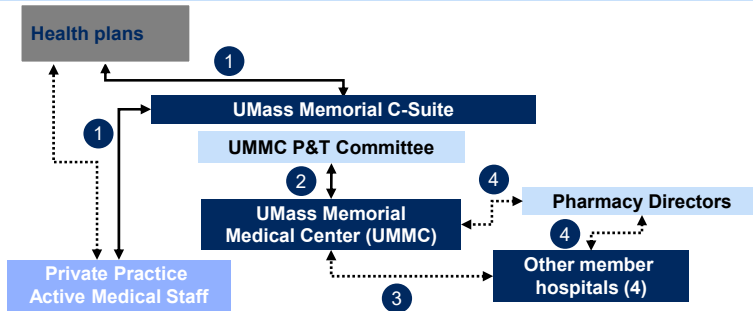 Health plans
1
UMass Memorial C-Suite
1
UMMC P&T Committee
2
4
UMass Memorial
Medical Center (UMMC)
Pharmacy Directors
4
Private Practice
Active Medical Staff
Other member
hospitals (4)
3